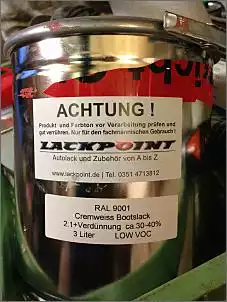 ACHTUNG !
Produkt und Farbton vor Verarbeitung prüfen und
gut verrühren. Nur für den fachmännischen Gebrauch !
LACKPOINT
Autolack und Zubehör von A bis Z
www.lackpoint.de | Tel. 0351 4713812
RAL 9001
Cremweiss Bootslack
2:1+Verdünnung ca.30-40%
3 Liter LOW VOC